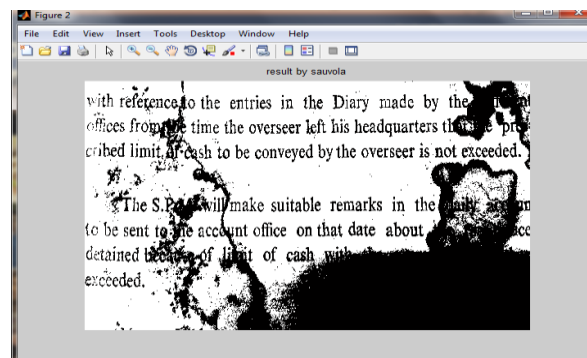 Figure 2
File Edit View Insert Tools Desktop Window Help
result by sauvola
with reference to the entries in the Diary made by the
offices from the time the overseer left his headquarters that the
cribed limit of cash to be conveyed by the overseer is not exceeded.
The S.P.M. will make suitable remarks in the daily
to be sent to the account office on that date about
detained because of limit of cash
exceeded.